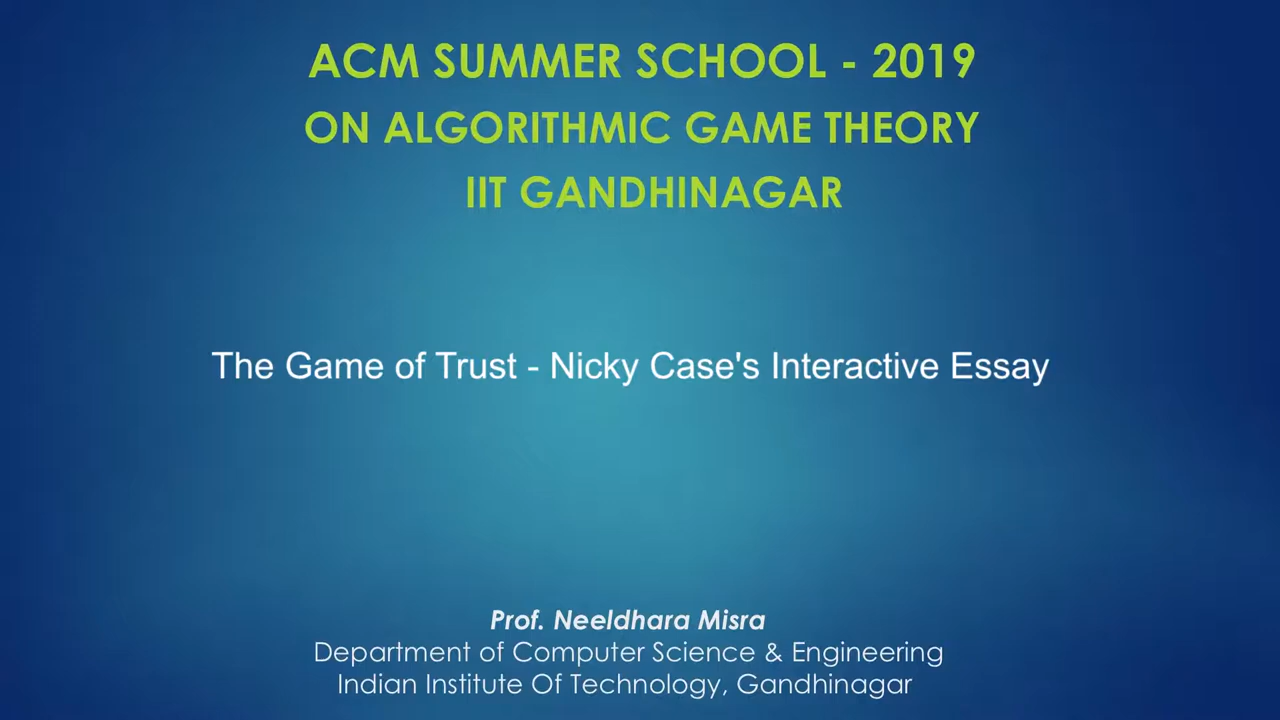 ACM SUMMER SCHOOL - 2019
ON ALGORITHMIC GAME THEORY
IIT GANDHINAGAR
The Game of Trust - Nicky Case's Interactive Essay
Prof. Neeldhara Misra
Department of Computer Science & Engineering
Indian Institute Of Technology, Gandhinagar